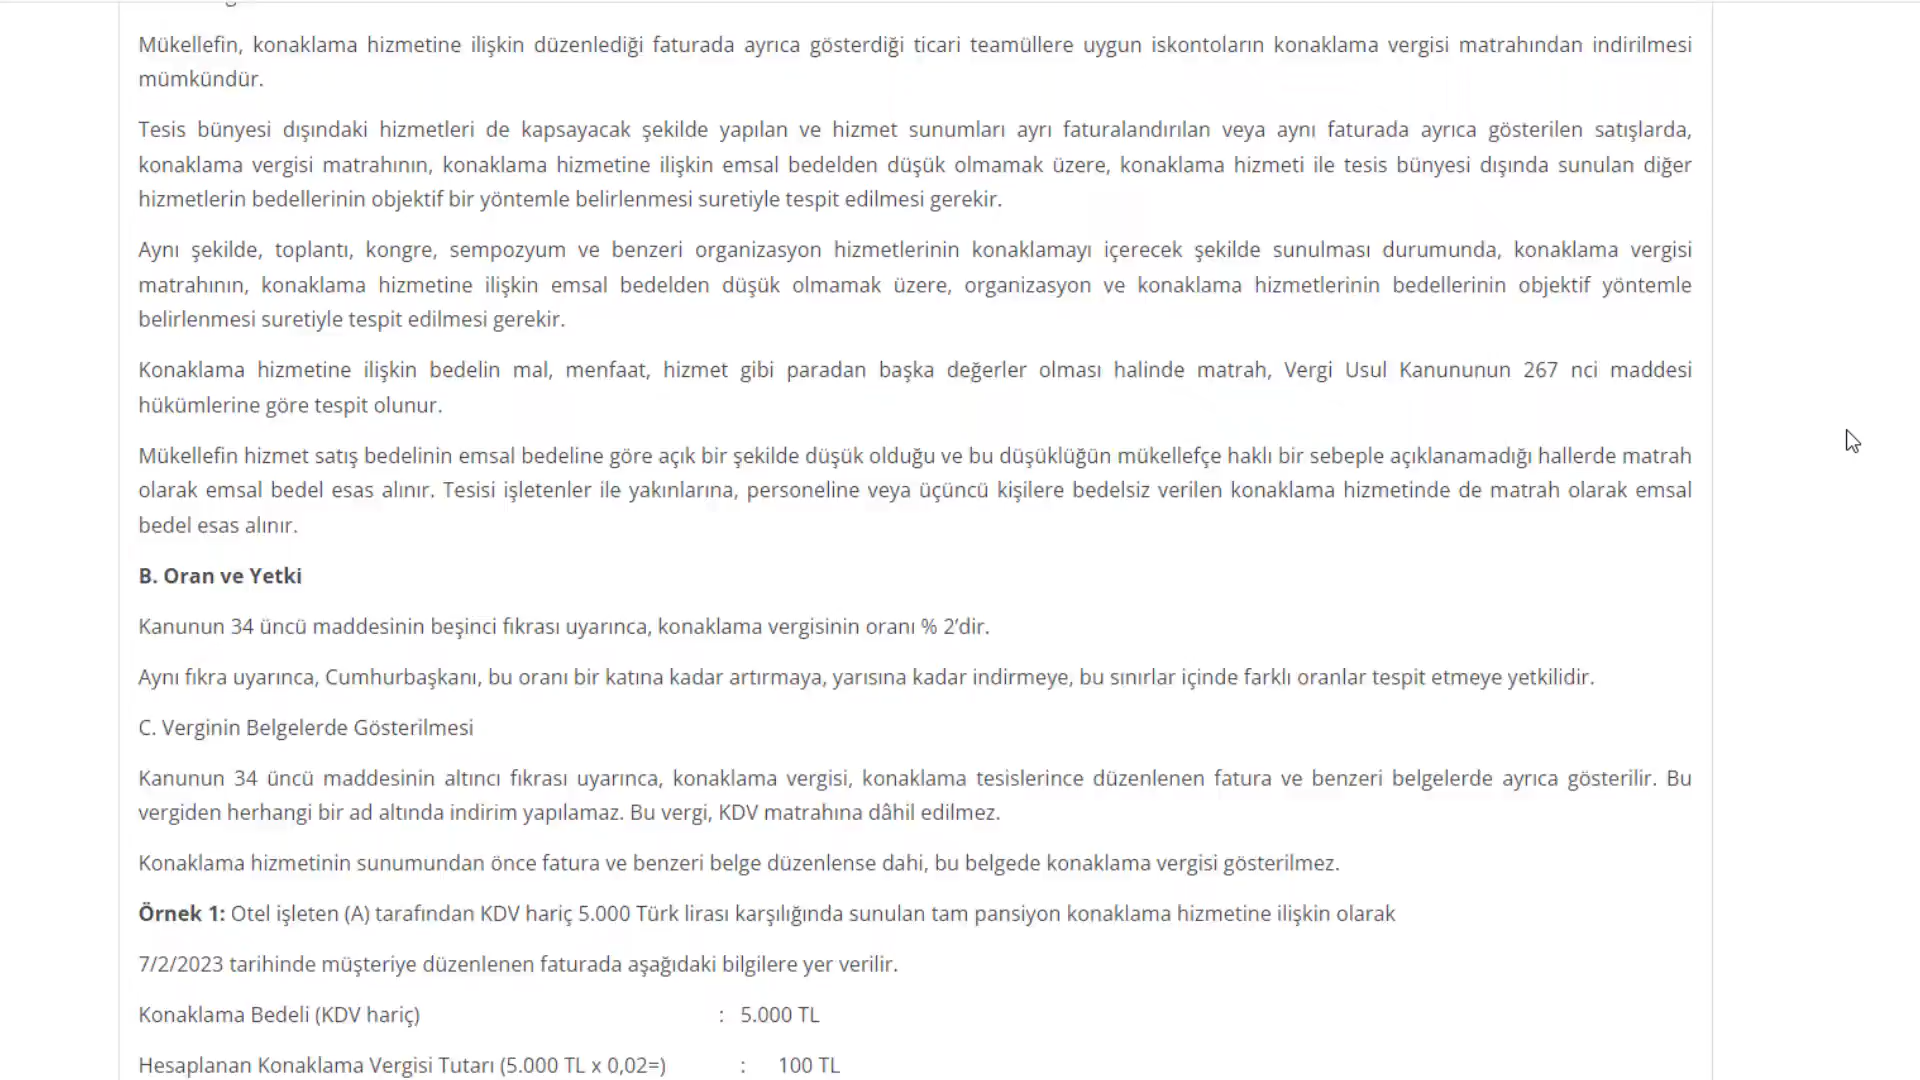 Mükellefin, konaklama hizmetine ilişkin düzenlediği faturada ayrıca gösterdiği ticari teamüllere uygun iskontoların konaklama vergisi matrahından indirilmesi
mümkündür.
Tesis bünyesi dışındaki hizmetleri de kapsayacak şekilde yapılan ve hizmet sunumları ayrı faturalandırılan veya aynı faturada ayrıca gösterilen satışlarda,
konaklama vergisi matrahının, konaklama hizmetine ilişkin emsal bedelden düşük olmamak üzere, konaklama hizmeti ile tesis bünyesi dışında sunulan diğer
hizmetlerin bedellerinin objektif bir yöntemle belirlenmesi suretiyle tespit edilmesi gerekir.
Aynı şekilde, toplantı, kongre, sempozyum ve benzeri organizasyon hizmetlerinin konaklamayı içerecek şekilde sunulması durumunda, konaklama vergisi
matrahının, konaklama hizmetine ilişkin emsal bedelden düşük olmamak üzere, organizasyon ve konaklama hizmetlerinin bedellerinin objektif yöntemle
belirlenmesi suretiyle tespit edilmesi gerekir.
Konaklama hizmetine ilişkin bedelin mal, menfaat, hizmet gibi paradan başka değerler olması halinde matrah, Vergi Usul Kanununun 267 nci maddesi
hükümlerine göre tespit olunur.
Mükellefin hizmet satış bedelinin emsal bedeline göre açık bir şekilde düşük olduğu ve bu düşüklüğün mükellefçe haklı bir sebeple açıklanamadığı hallerde matrah
olarak emsal bedel esas alınır. Tesisi işletenler ile yakınlarına, personeline veya üçüncü kişilere bedelsiz verilen konaklama hizmetinde de matrah olarak emsal
bedel esas alınır.
B. Oran ve Yetki
Kanunun 34 üncü maddesinin beşinci fıkrası uyarınca, konaklama vergisinin oranı % 2’dir.
Aynı fıkra uyarınca, Cumhurbaşkanı, bu oranı bir katına kadar artırmaya, yarısına kadar indirmeye, bu sınırlar içinde farklı oranlar tespit etmeye yetkilidir.
C. Verginin Belgelerde Gösterilmesi
Kanunun 34 üncü maddesinin altıncı fıkrası uyarınca, konaklama vergisi, konaklama tesislerince düzenlenen fatura ve benzeri belgelerde ayrıca gösterilir. Bu
vergiden herhangi bir ad altında indirim yapılamaz. Bu vergi, KDV matrahına dâhil edilmez.
Konaklama hizmetinin sunumundan önce fatura ve benzeri belge düzenlense dahi, bu belgede konaklama vergisi gösterilmez.
Örnek 1: Otel işleten (A) tarafından KDV hariç 5.000 Türk lirası karşılığında sunulan tam pansiyon konaklama hizmetine ilişkin olarak
7/2/2023 tarihinde müşteriye düzenlenen faturada aşağıdaki bilgilere yer verilir.
Konaklama Bedeli (KDV hariç) : 5.000 TL
Hesaplanan Konaklama Vergisi Tutarı (5.000 TL x 0,02=) : 100 TL